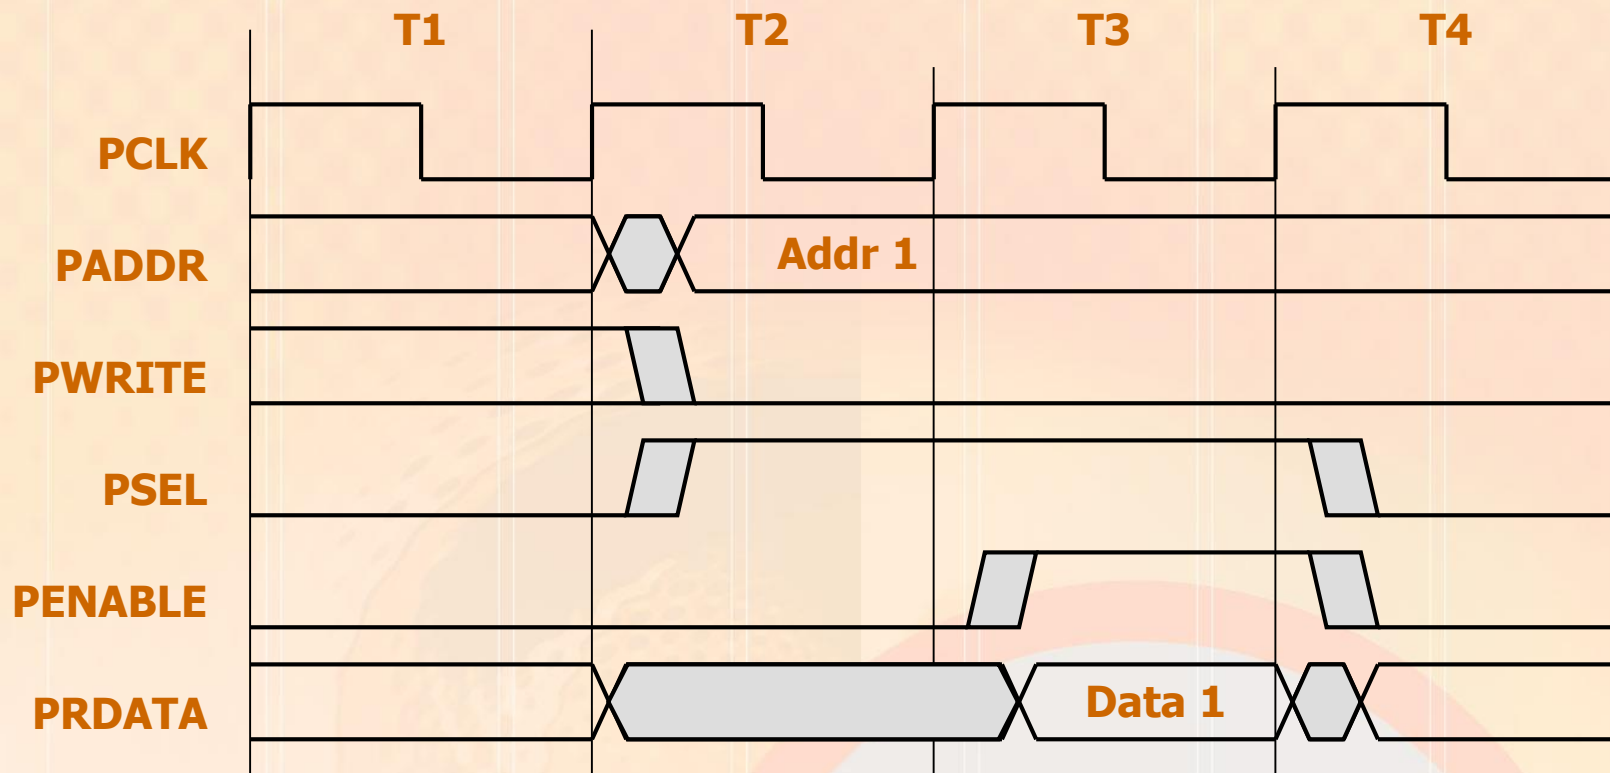 T1 T2 T3 T4
PCLK
PADDR Addr 1
PWRITE
PSEL
PENABLE
PRDATA Data 1